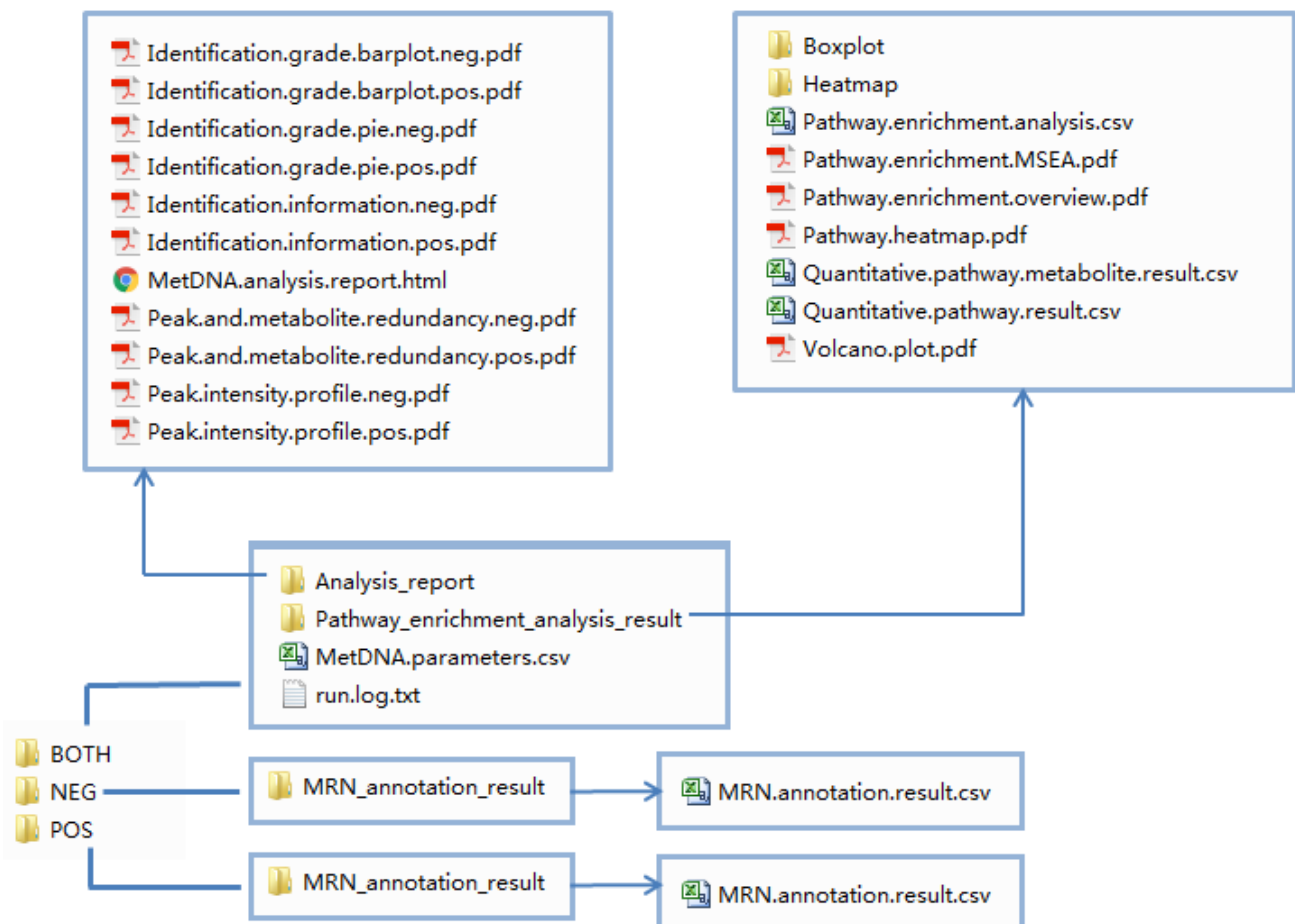 Identification.grade.barplot.neg.pdf
Identification.grade.barplot.pos.pdf
Identification.grade.pie.neg.pdf
Identification.grade.pie.pos.pdf
Identification.information.neg.pdf
Identification.information.pos.pdf
MetDNA.analysis.report.html
Peak.and.metabolite.redundancy.neg.pdf
Peak.and.metabolite.redundancy.pos.pdf
Peak.intensity.profile.neg.pdf
Peak.intensity.profile.pos.pdf
Boxplot
Heatmap
Pathway.enrichment.analysis.csv
Pathway.enrichment.MSEA.pdf
Pathway.enrichment.overview.pdf
Pathway.heatmap.pdf
Quantitative.pathway.metabolite.result.csv
Quantitative.pathway.result.csv
Volcano.plot.pdf
Analysis_report
Pathway_enrichment_analysis_result
MetDNA.parameters.csv
run.log.txt
BOTH
NEG
POS
MRN_annotation_result
MRN.annotation.result.csv
MRN_annotation_result
MRN.annotation.result.csv